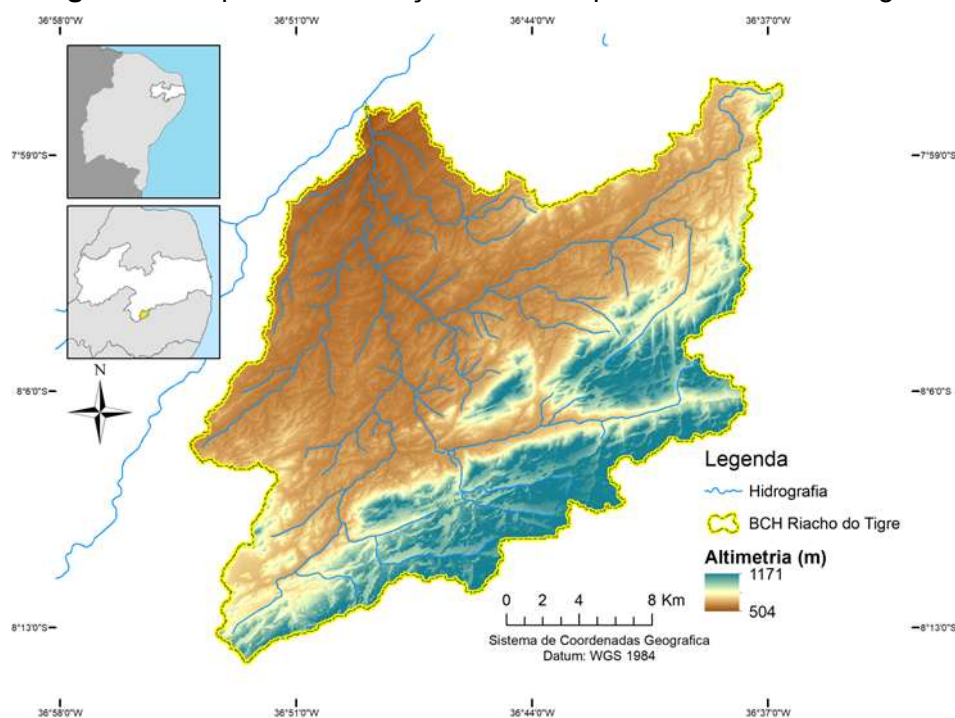 36°58'0"W 36°51'0"W 36°44'0"W 36°37'0"W
7°59'0"S 7°59'0"S
N
8°6'0"S 8°6'0"S
Legenda
Hidrografia
BCH Riacho do Tigre
Altimetria (m)
1171
504
0 2 4 8 Km
Sistema de Coordenadas Geografica
Datum: WGS 1984
8°13'0"S 8°13'0"S
36°58'0"W 36°51'0"W 36°44'0"W 36°37'0"W